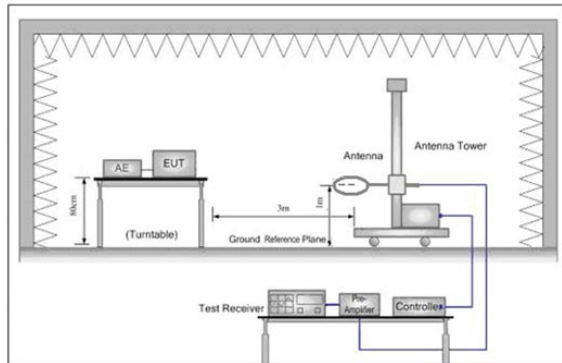 AE
EUT
80cm
(Turntable)
3m
Antenna
Antenna Tower
1m
Ground Reference Plane
Test Receiver
Pre-
Amplifier
Controller